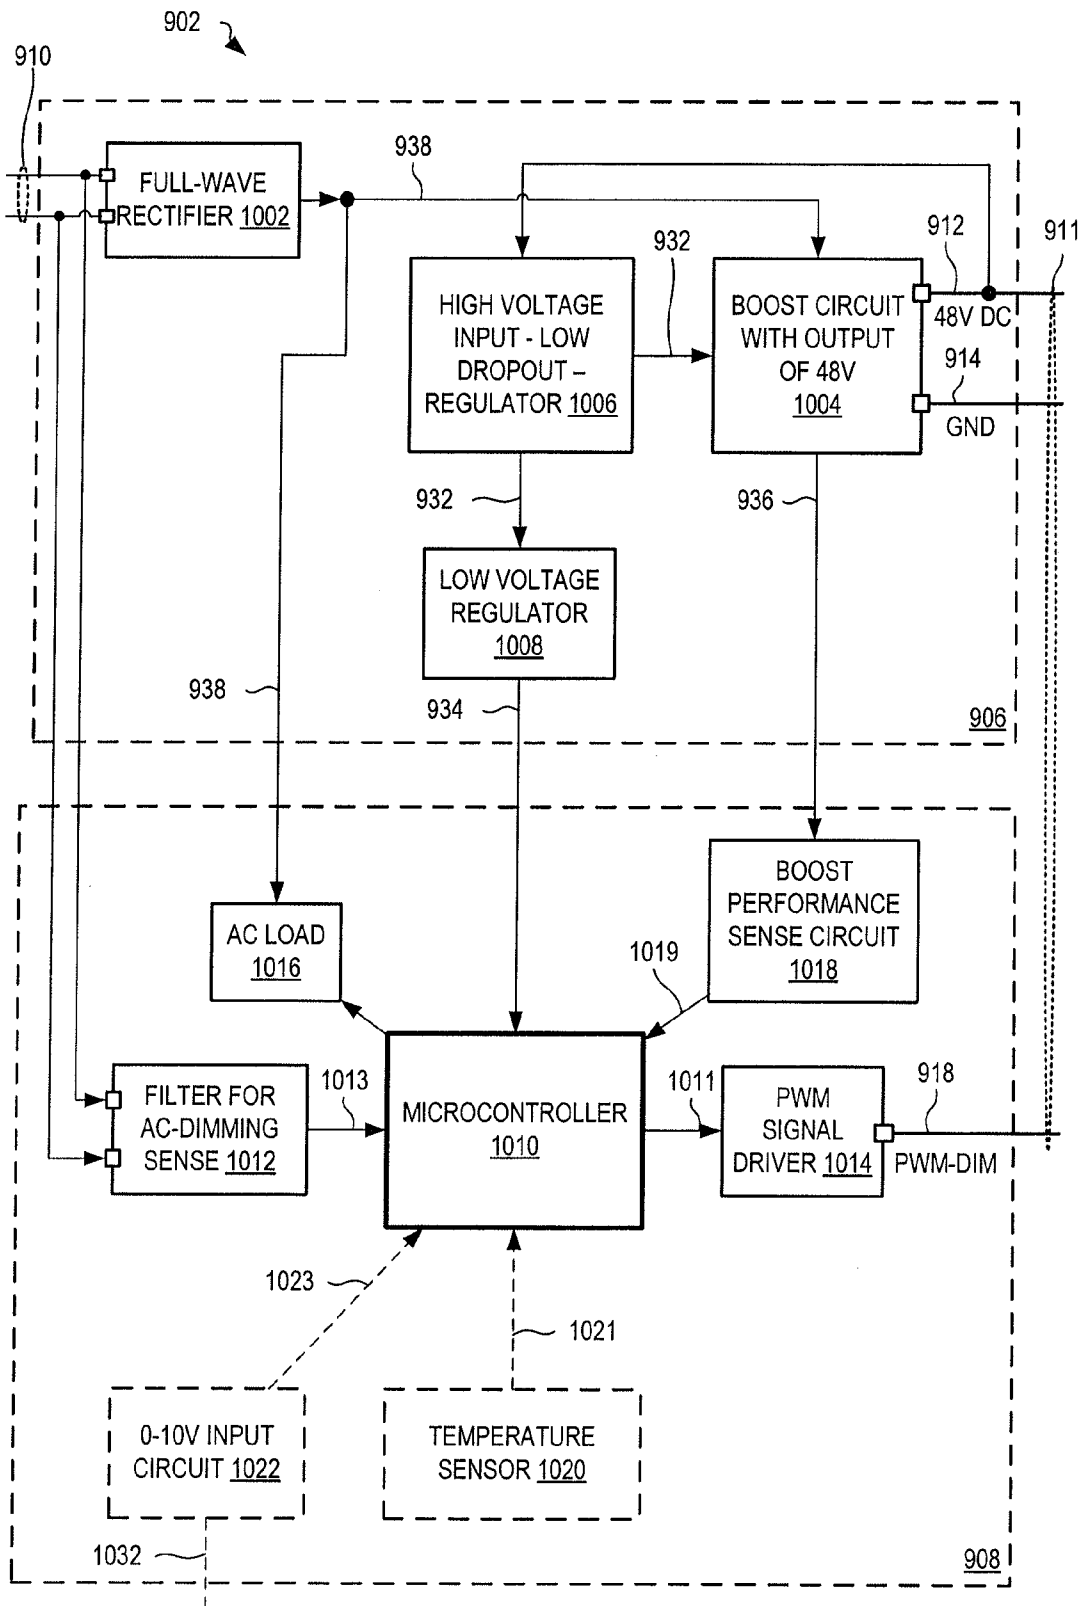 902
910
938
FULL-WAVE
RECTIFIER 1002
932
912
911
HIGH VOLTAGE
INPUT - LOW
DROPOUT –
REGULATOR 1006
BOOST CIRCUIT
WITH OUTPUT
OF 48V
1004
48V DC
914
GND
932
936
LOW VOLTAGE
REGULATOR
1008
938
934
906
AC LOAD
1016
BOOST
PERFORMANCE
SENSE CIRCUIT
1018
1019
FILTER FOR
AC-DIMMING
SENSE 1012
1013
MICROCONTROLLER
1010
1011
PWM
SIGNAL
DRIVER 1014
918
PWM-DIM
1023
1021
0-10V INPUT
CIRCUIT 1022
TEMPERATURE
SENSOR 1020
1032
908